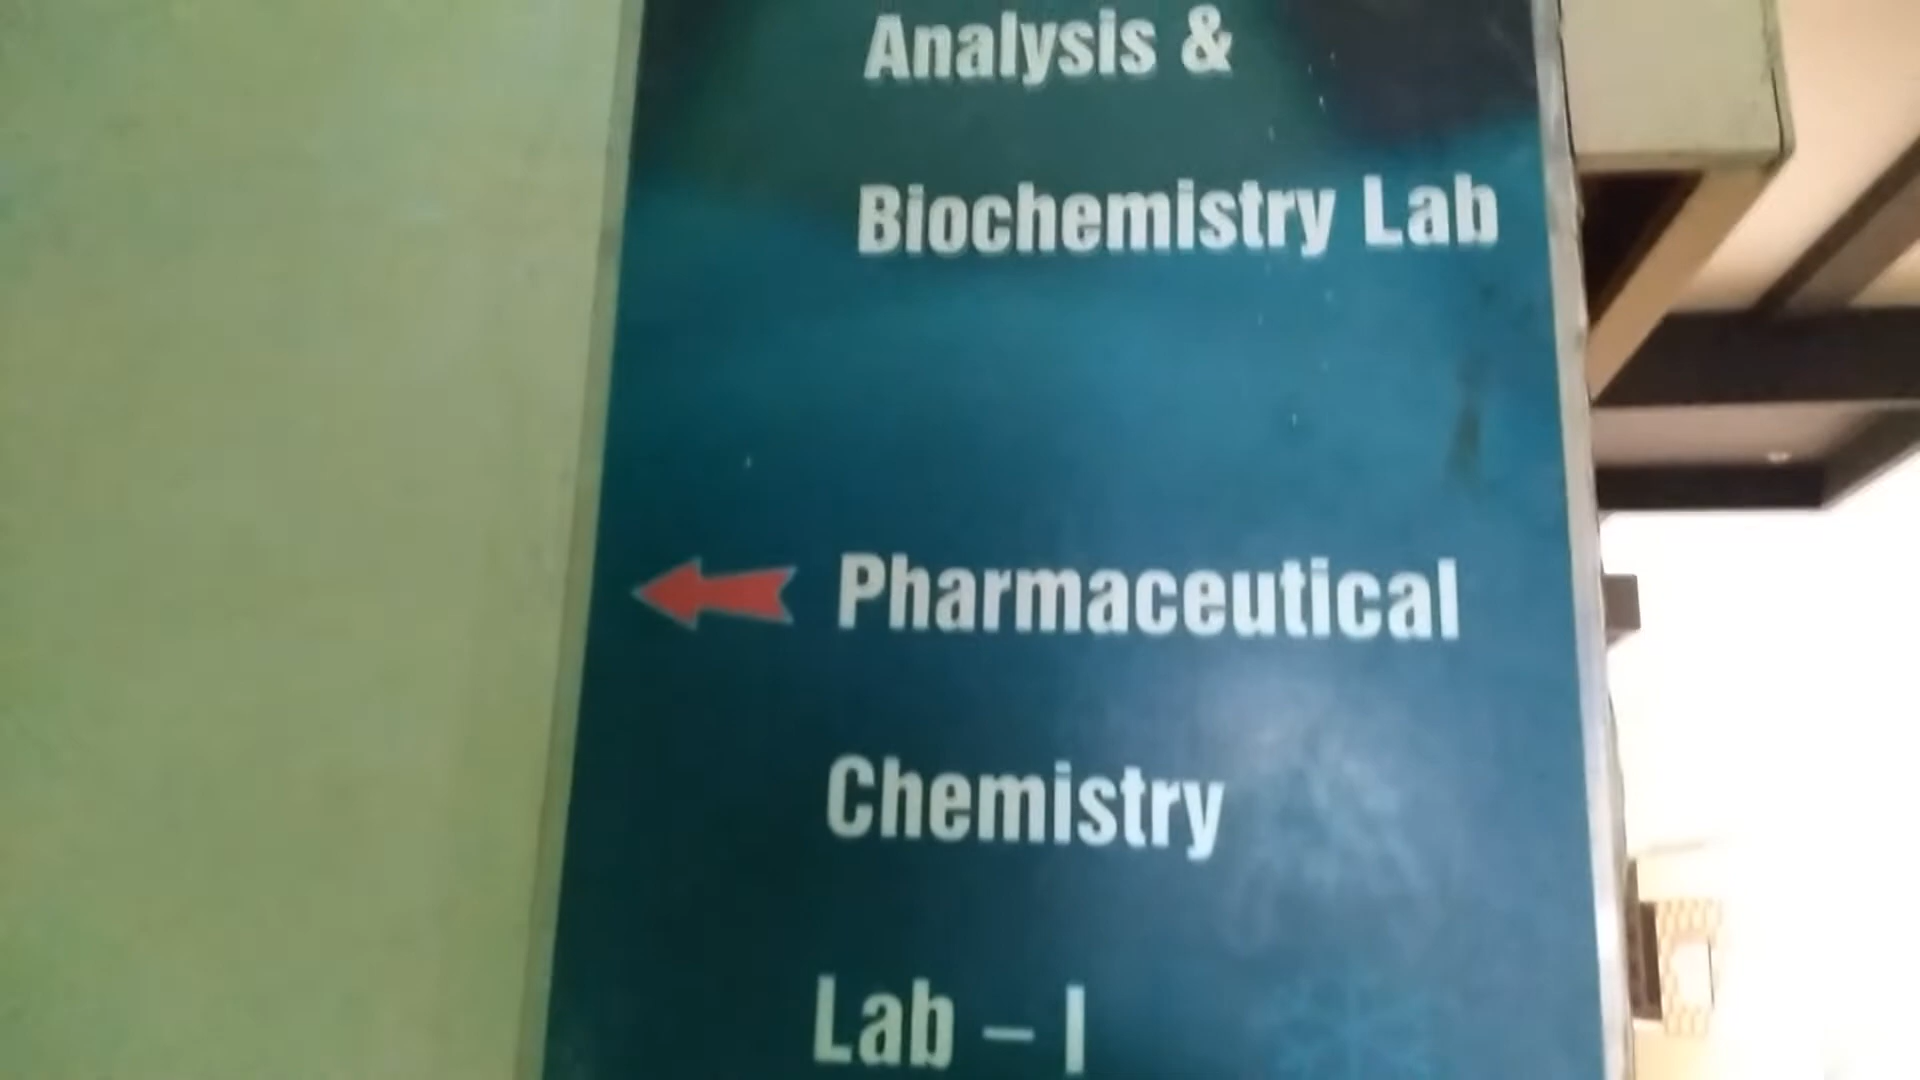 Analysis &
Biochemistry Lab
Pharmaceutical
Chemistry
Lab – I